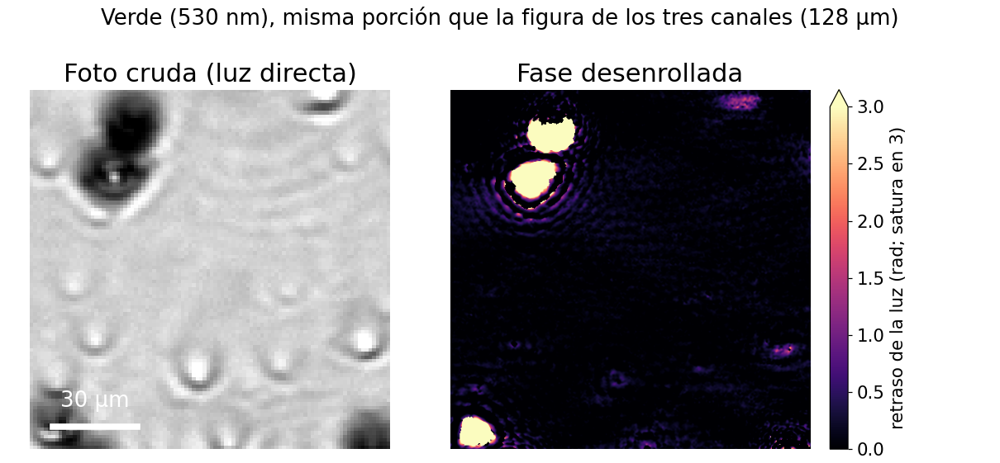 Verde (530 nm), misma porción que la figura de los tres canales (128 µm)
Foto cruda (luz directa)
Fase desenrollada
30 µm
3.0
2.5
2.0
1.5
1.0
0.5
0.0
retraso de la luz (rad; satura en 3)